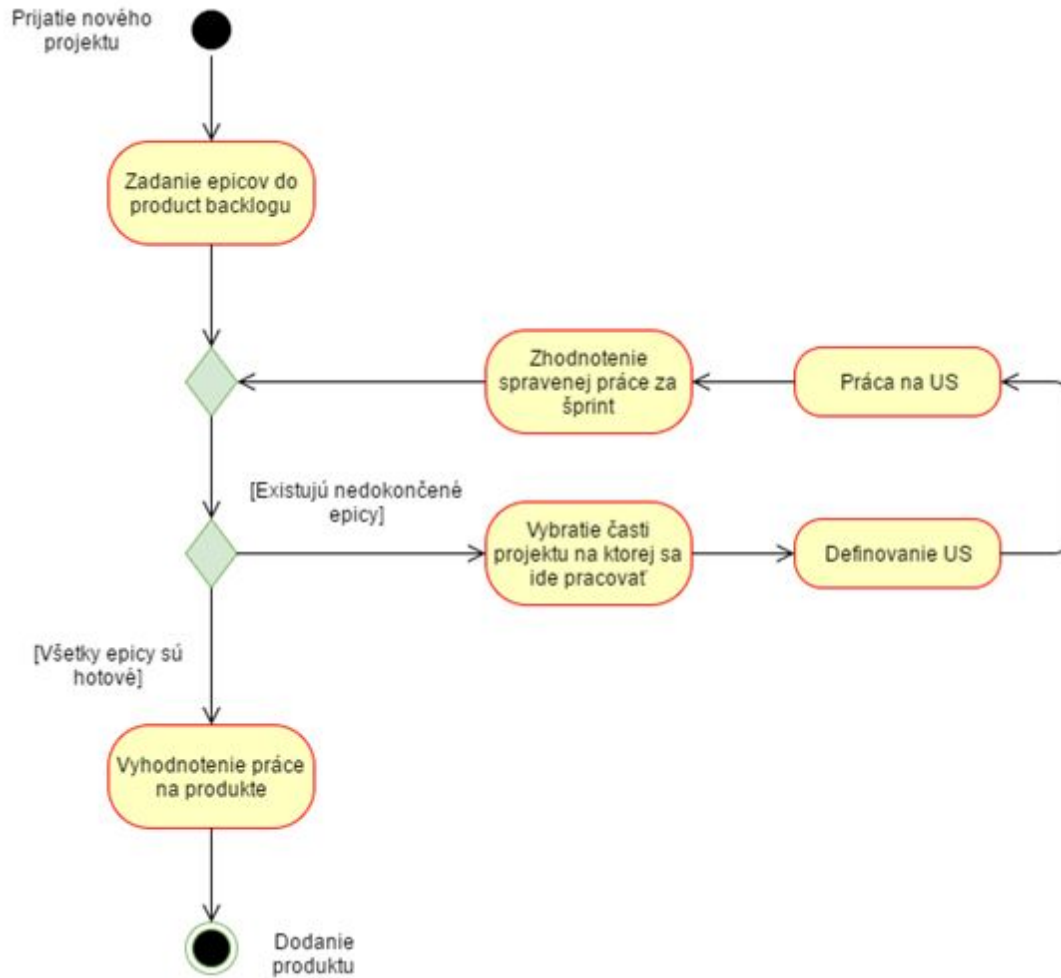 Prijatie nového
projektu
Zadanie epicov do
product backlogu
Zhodnotenie
spravenej práce za
šprint
Práca na US
[Existujú nedokončené
epicy]
Vybratie časti
projektu na ktorej sa
ide pracovať
Definovanie US
[Všetky epicy sú
hotové]
Vyhodnotenie práce
na produkte
Dodanie
produktu